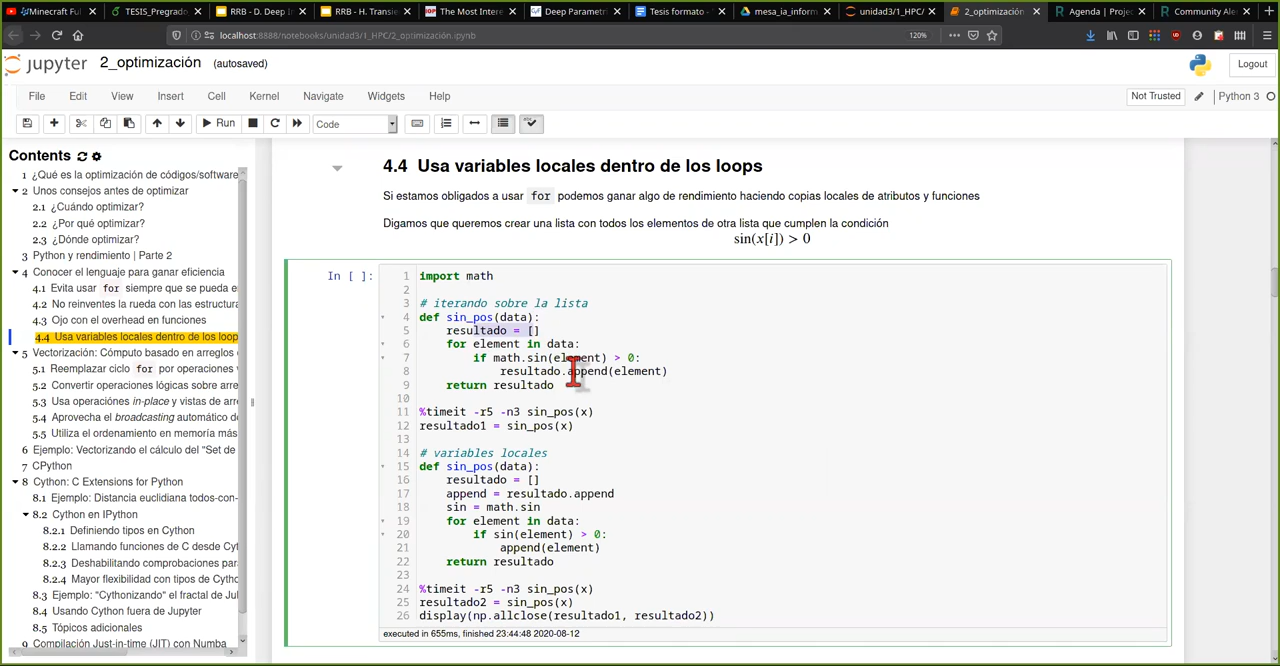 Minecraft Ful
TESIS_Pregrado
RRB - D. Deep I
RRB - H. Transie
The Most Intere
Deep Parametri
Tesis formato -
mesa_ia_inform
unidad3/1_HPC/
2_optimización
Agenda | Proje
Community Ale
localhost:8888/notebooks/unidad3/1_HPC/2_optimización.ipynb
120%
jupyter 2_optimización (autosaved)
Logout
File Edit View Insert Cell Kernel Navigate Widgets Help
Not Trusted
Python 3
Run
Code
Contents
1 ¿Qué es la optimización de códigos/software
2 Unos consejos antes de optimizar
2.1 ¿Cuándo optimizar?
2.2 ¿Por qué optimizar?
2.3 ¿Dónde optimizar?
3 Python y rendimiento | Parte 2
4 Conocer el lenguaje para ganar eficiencia
4.1 Evita usar for siempre que se pueda e
4.2 No reinventes la rueda con las estructura
4.3 Ojo con el overhead en funciones
4.4 Usa variables locales dentro de los loop
5 Vectorización: Cómputo basado en arreglos
5.1 Reemplazar ciclo for por operaciones
5.2 Convertir operaciones lógicas sobre arre
5.3 Usa operaciónes in-place y vistas de arre
5.4 Aprovecha el broadcasting automático d
5.5 Utiliza el ordenamiento en memoría más
6 Ejemplo: Vectorizando el cálculo del "Set de
7 CPython
8 Cython: C Extensions for Python
8.1 Ejemplo: Distancia euclidiana todos-con-
8.2 Cython en IPython
8.2.1 Definiendo tipos en Cython
8.2.2 Llamando funciones de C desde Cyt
8.2.3 Deshabilitando comprobaciones par
8.2.4 Mayor flexibilidad con tipos de Cytho
8.3 Ejemplo: "Cythonizando" el fractal de Jul
8.4 Usando Cython fuera de Jupyter
8.5 Tópicos adicionales
9 Compilación Just-in-time (JIT) con Numba
4.4 Usa variables locales dentro de los loops
Si estamos obligados a usar for podemos ganar algo de rendimiento haciendo copias locales de atributos y funciones
Digamos que queremos crear una lista con todos los elementos de otra lista que cumplen la condición
sin(x[i]) > 0
In [ ]:
1 import math
2
3 # iterando sobre la lista
4 def sin_pos(data):
5 resultado = []
6 for element in data:
7 if math.sin(element) > 0:
8 resultado.append(element)
9 return resultado
10
11 %timeit -r5 -n3 sin_pos(x)
12 resultado1 = sin_pos(x)
13
14 # variables locales
15 def sin_pos(data):
16 resultado = []
17 append = resultado.append
18 sin = math.sin
19 for element in data:
20 if sin(element) > 0:
21 append(element)
22 return resultado
23
24 %timeit -r5 -n3 sin_pos(x)
25 resultado2 = sin_pos(x)
26 display(np.allclose(resultado1, resultado2))
executed in 655ms, finished 23:44:48 2020-08-12